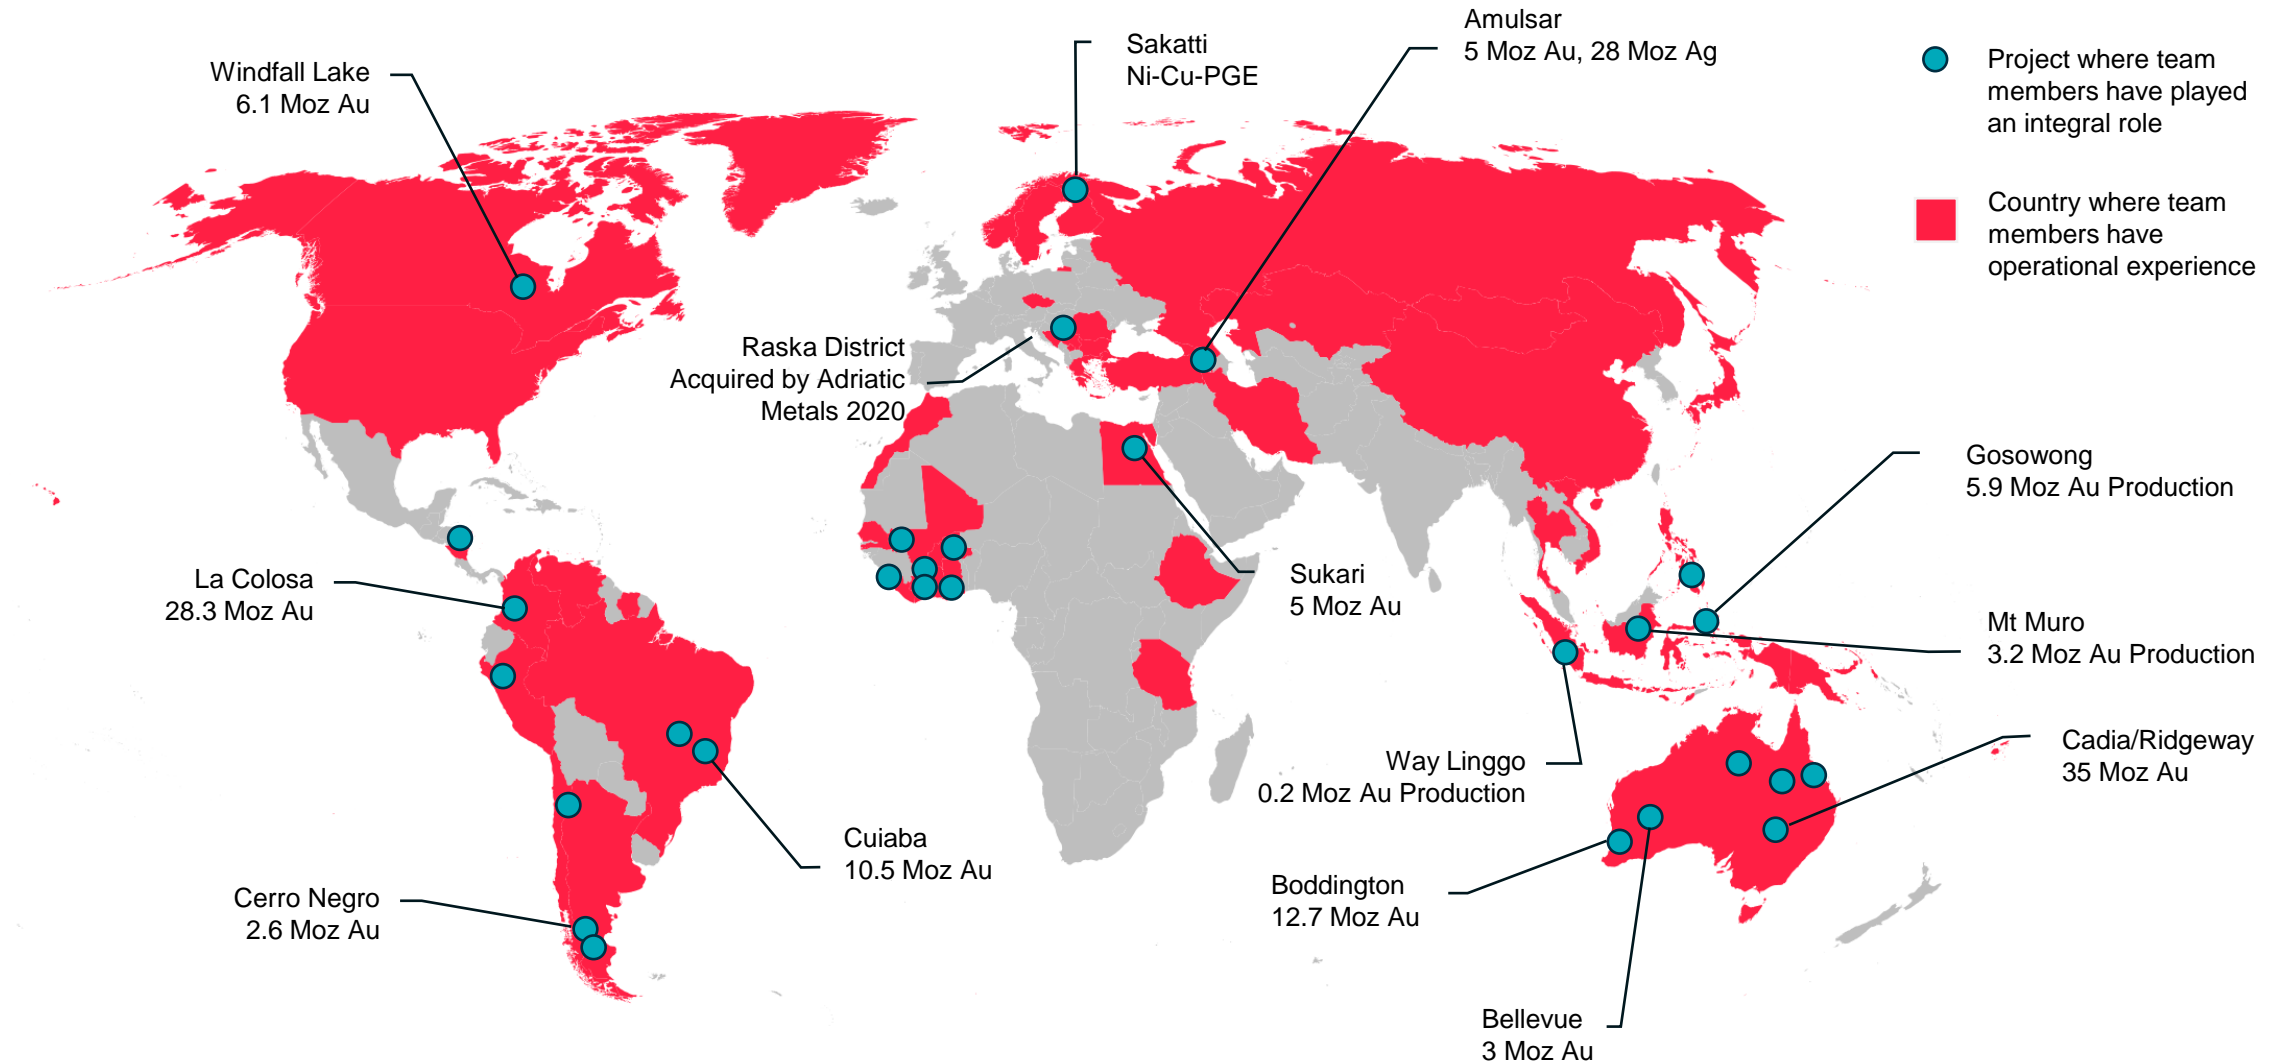 Windfall Lake
6.1 Moz Au
Sakatti
Ni-Cu-PGE
Amulsar
5 Moz Au, 28 Moz Ag
Project where team
members have played
an integral role
Country where team
members have
operational experience
Raska District
Acquired by Adriatic
Metals 2020
Gosowong
5.9 Moz Au Production
La Colosa
28.3 Moz Au
Sukari
5 Moz Au
Mt Muro
3.2 Moz Au Production
Way Linggo
0.2 Moz Au Production
Cadia/Ridgeway
35 Moz Au
Cuiaba
10.5 Moz Au
Cerro Negro
2.6 Moz Au
Boddington
12.7 Moz Au
Bellevue
3 Moz Au